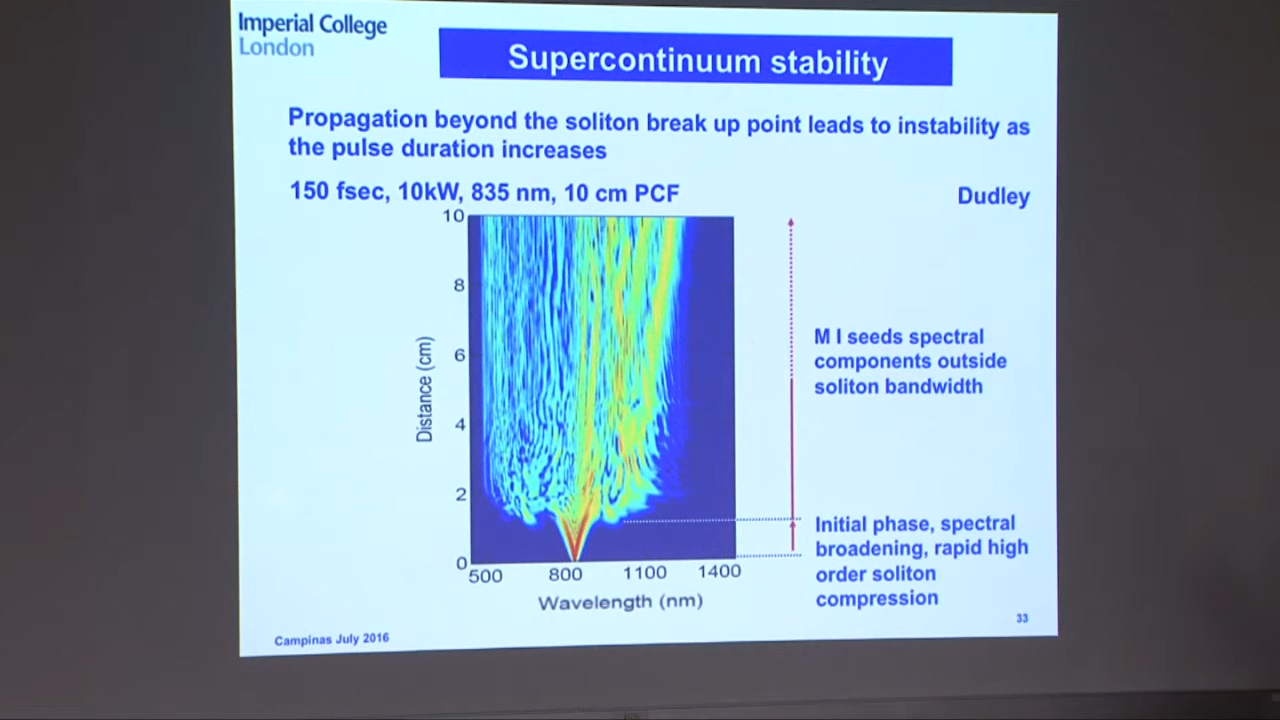 Imperial College
London
Supercontinuum stability
Propagation beyond the soliton break up point leads to instability as
the pulse duration increases
150 fsec, 10kW, 835 nm, 10 cm PCF
Dudley
10
8
6
4
2
0
Distance (cm)
500 800 1100 1400
Wavelength (nm)
M I seeds spectral
components outside
soliton bandwidth
Initial phase, spectral
broadening, rapid high
order soliton
compression
Campinas July 2016
33